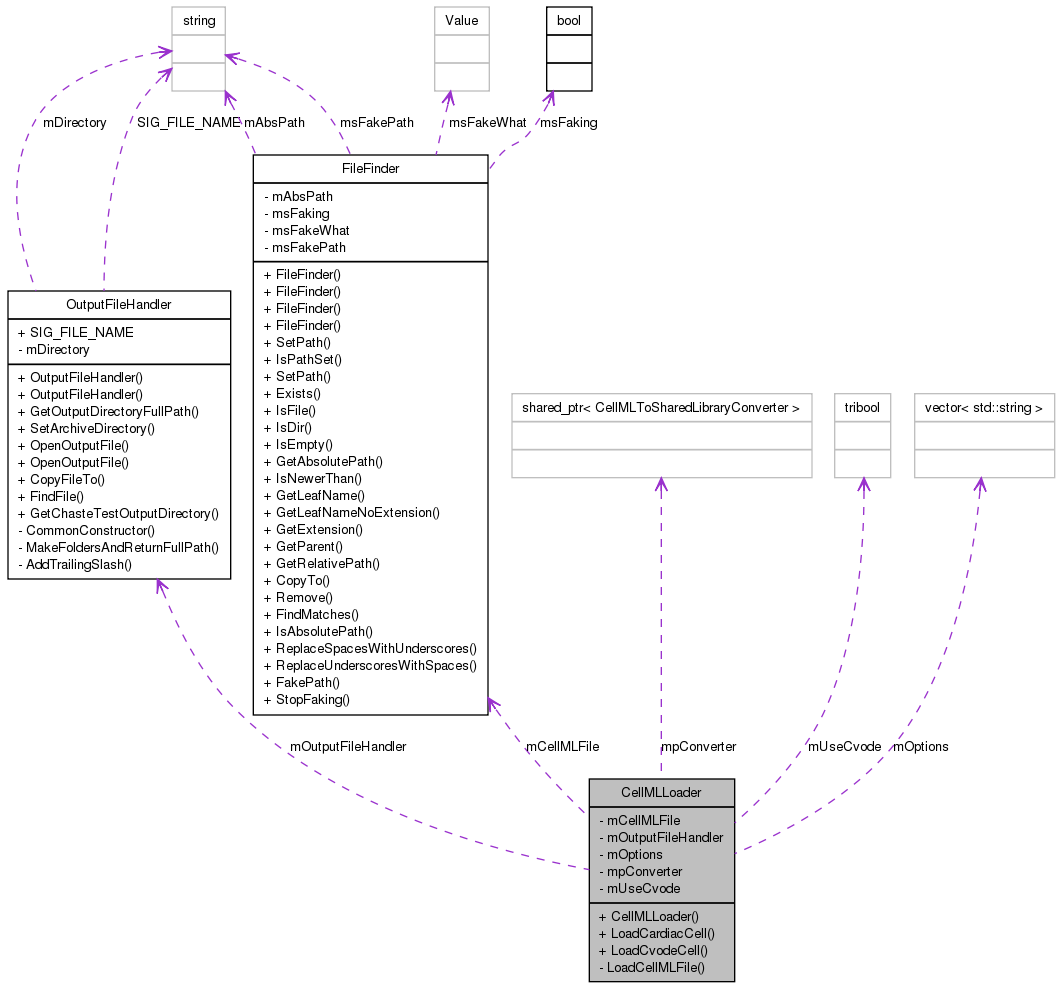 string
Value
bool
mDirectory
SIG_FILE_NAME
mAbsPath
msFakePath
msFakeWhat
msFaking
FileFinder
- mAbsPath
- msFaking
- msFakeWhat
- msFakePath
+ FileFinder()
+ FileFinder()
+ FileFinder()
+ FileFinder()
+ SetPath()
+ IsPathSet()
+ SetPath()
+ Exists()
+ IsFile()
+ IsDir()
+ IsEmpty()
+ GetAbsolutePath()
+ IsNewerThan()
+ GetLeafName()
+ GetLeafNameNoExtension()
+ GetExtension()
+ GetParent()
+ GetRelativePath()
+ CopyTo()
+ Remove()
+ FindMatches()
+ IsAbsolutePath()
+ ReplaceSpacesWithUnderscores()
+ ReplaceUnderscoresWithSpaces()
+ FakePath()
+ StopFaking()
OutputFileHandler
+ SIG_FILE_NAME
- mDirectory
+ OutputFileHandler()
+ OutputFileHandler()
+ GetOutputDirectoryFullPath()
+ SetArchiveDirectory()
+ OpenOutputFile()
+ OpenOutputFile()
+ CopyFileTo()
+ FindFile()
+ GetChasteTestOutputDirectory()
- CommonConstructor()
- MakeFoldersAndReturnFullPath()
- AddTrailingSlash()
shared_ptr< CellMLToSharedLibraryConverter >
tribool
vector< std::string >
mOutputFileHandler
mCellMLFile
mpConverter
mUseCvode
mOptions
CellMLLoader
- mCellMLFile
- mOutputFileHandler
- mOptions
- mpConverter
- mUseCvode
+ CellMLLoader()
+ LoadCardiacCell()
+ LoadCvodeCell()
- LoadCellMLFile()